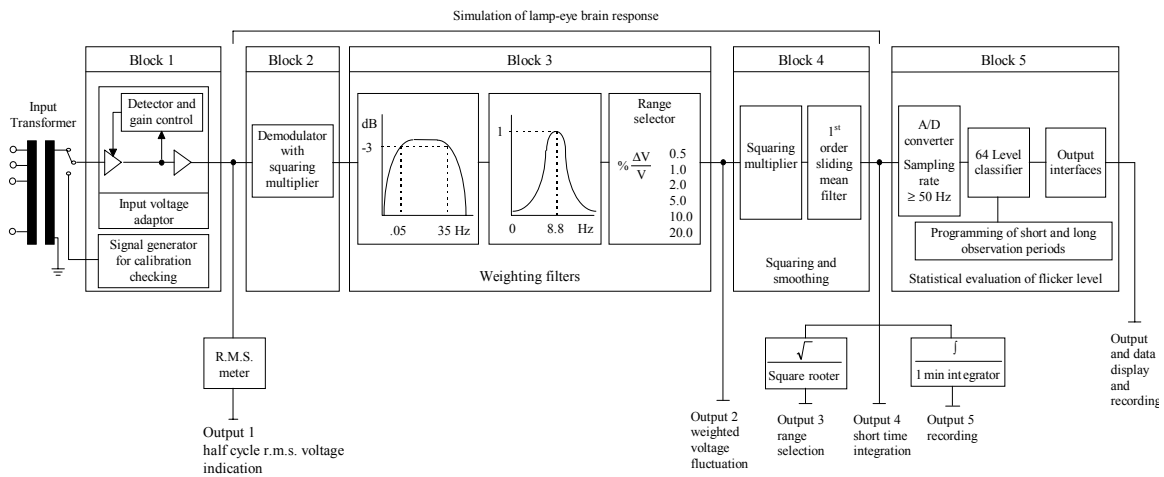 Simulation of lamp-eye brain response
Block 1
Block 2
Block 3
Block 4
Block 5
Input
Transformer
Detector and
gain control
Input voltage
adaptor
Signal generator
for calibration
checking
Demodulator
with
squaring
multiplier
dB
-3
.05
35 Hz
1
0
8.8
Hz
Range
selector
% ΔV
V
0.5
1.0
2.0
5.0
10.0
20.0
Weighting filters
Squaring
multiplier
1st
order
sliding
mean
filter
Squaring and
smoothing
A/D
converter
Sampling
rate
≥ 50 Hz
64 Level
classifier
Output
interfaces
Programming of short and long
observation periods
Statistical evaluation of flicker level
R.M.S.
meter
Output 1
half cycle r.m.s. voltage
indication
Output 2
weighted
voltage
fluctuation
√
Square rooter
Output 3
range
selection
Output 4
short time
integration
∫
1 min integrator
Output 5
recording
Output
and data
display
and
recording